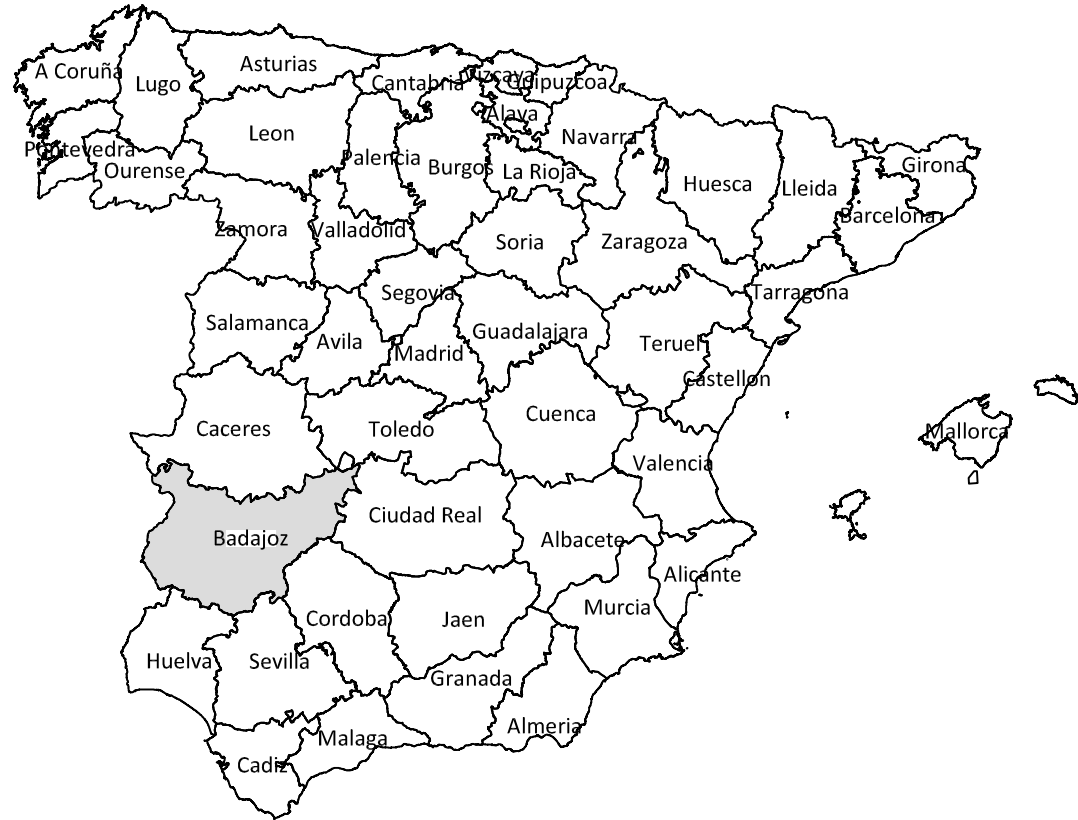 A Coruña
Lugo
Asturias
Cantabria
Vizcaya
Guipuzcoa
Alava
Navarra
Pontevedra
Ourense
Leon
Palencia
Burgos
La Rioja
Huesca
Lleida
Girona
Barcelona
Zamora
Valladolid
Soria
Zaragoza
Tarragona
Segovia
Salamanca
Avila
Madrid
Guadalajara
Teruel
Castellon
Caceres
Toledo
Cuenca
Mallorca
Valencia
Badajoz
Ciudad Real
Albacete
Alicante
Cordoba
Jaen
Murcia
Huelva
Sevilla
Granada
Almeria
Malaga
Cadiz